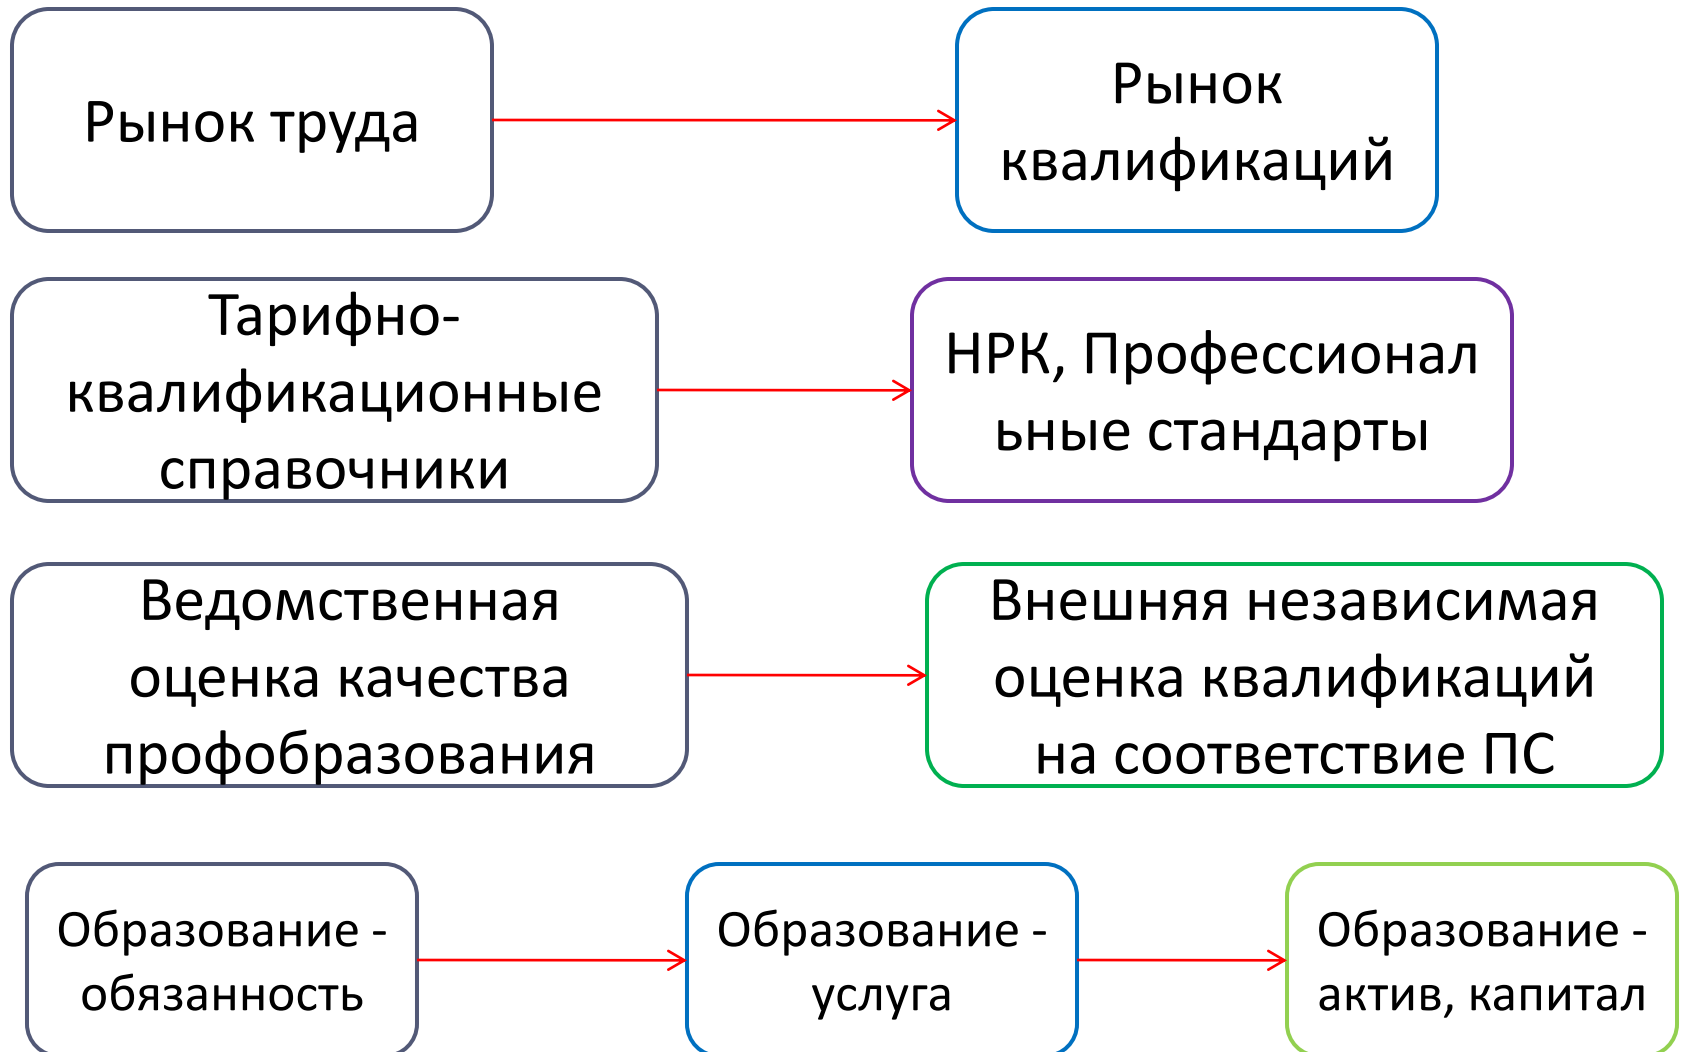 Рынок труда
Рынок
квалификаций
Тарифно-
квалификационные
справочники
НРК, Профессионал
ьные стандарты
Ведомственная
оценка качества
профобразования
Внешняя независимая
оценка квалификаций
на соответствие ПС
Образование -
обязанность
Образование -
услуга
Образование -
актив, капитал